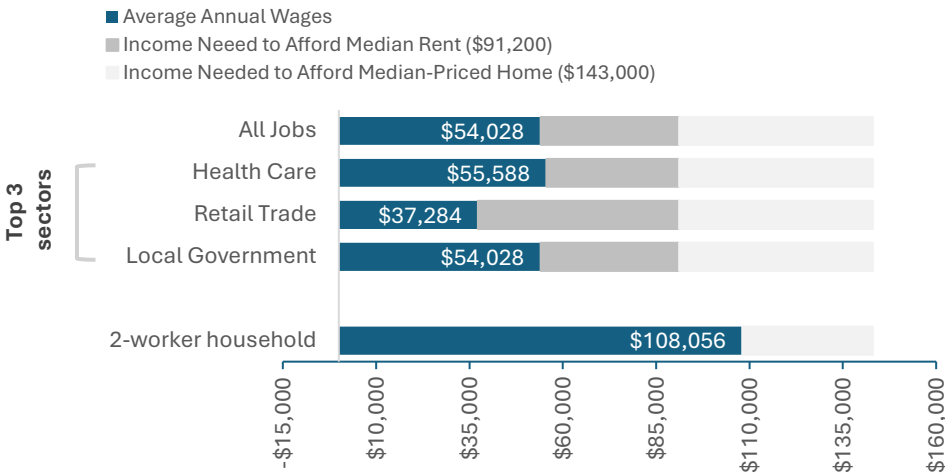 Average Annual Wages
Income Neeed to Afford Median Rent ($91,200)
Income Needed to Afford Median-Priced Home ($143,000)
Top 3
sectors
All Jobs
$54,028
Health Care
$55,588
Retail Trade
$37,284
Local Government
$54,028
2-worker household
$108,056
-$15,000
$10,000
$35,000
$60,000
$85,000
$110,000
$135,000
$160,000